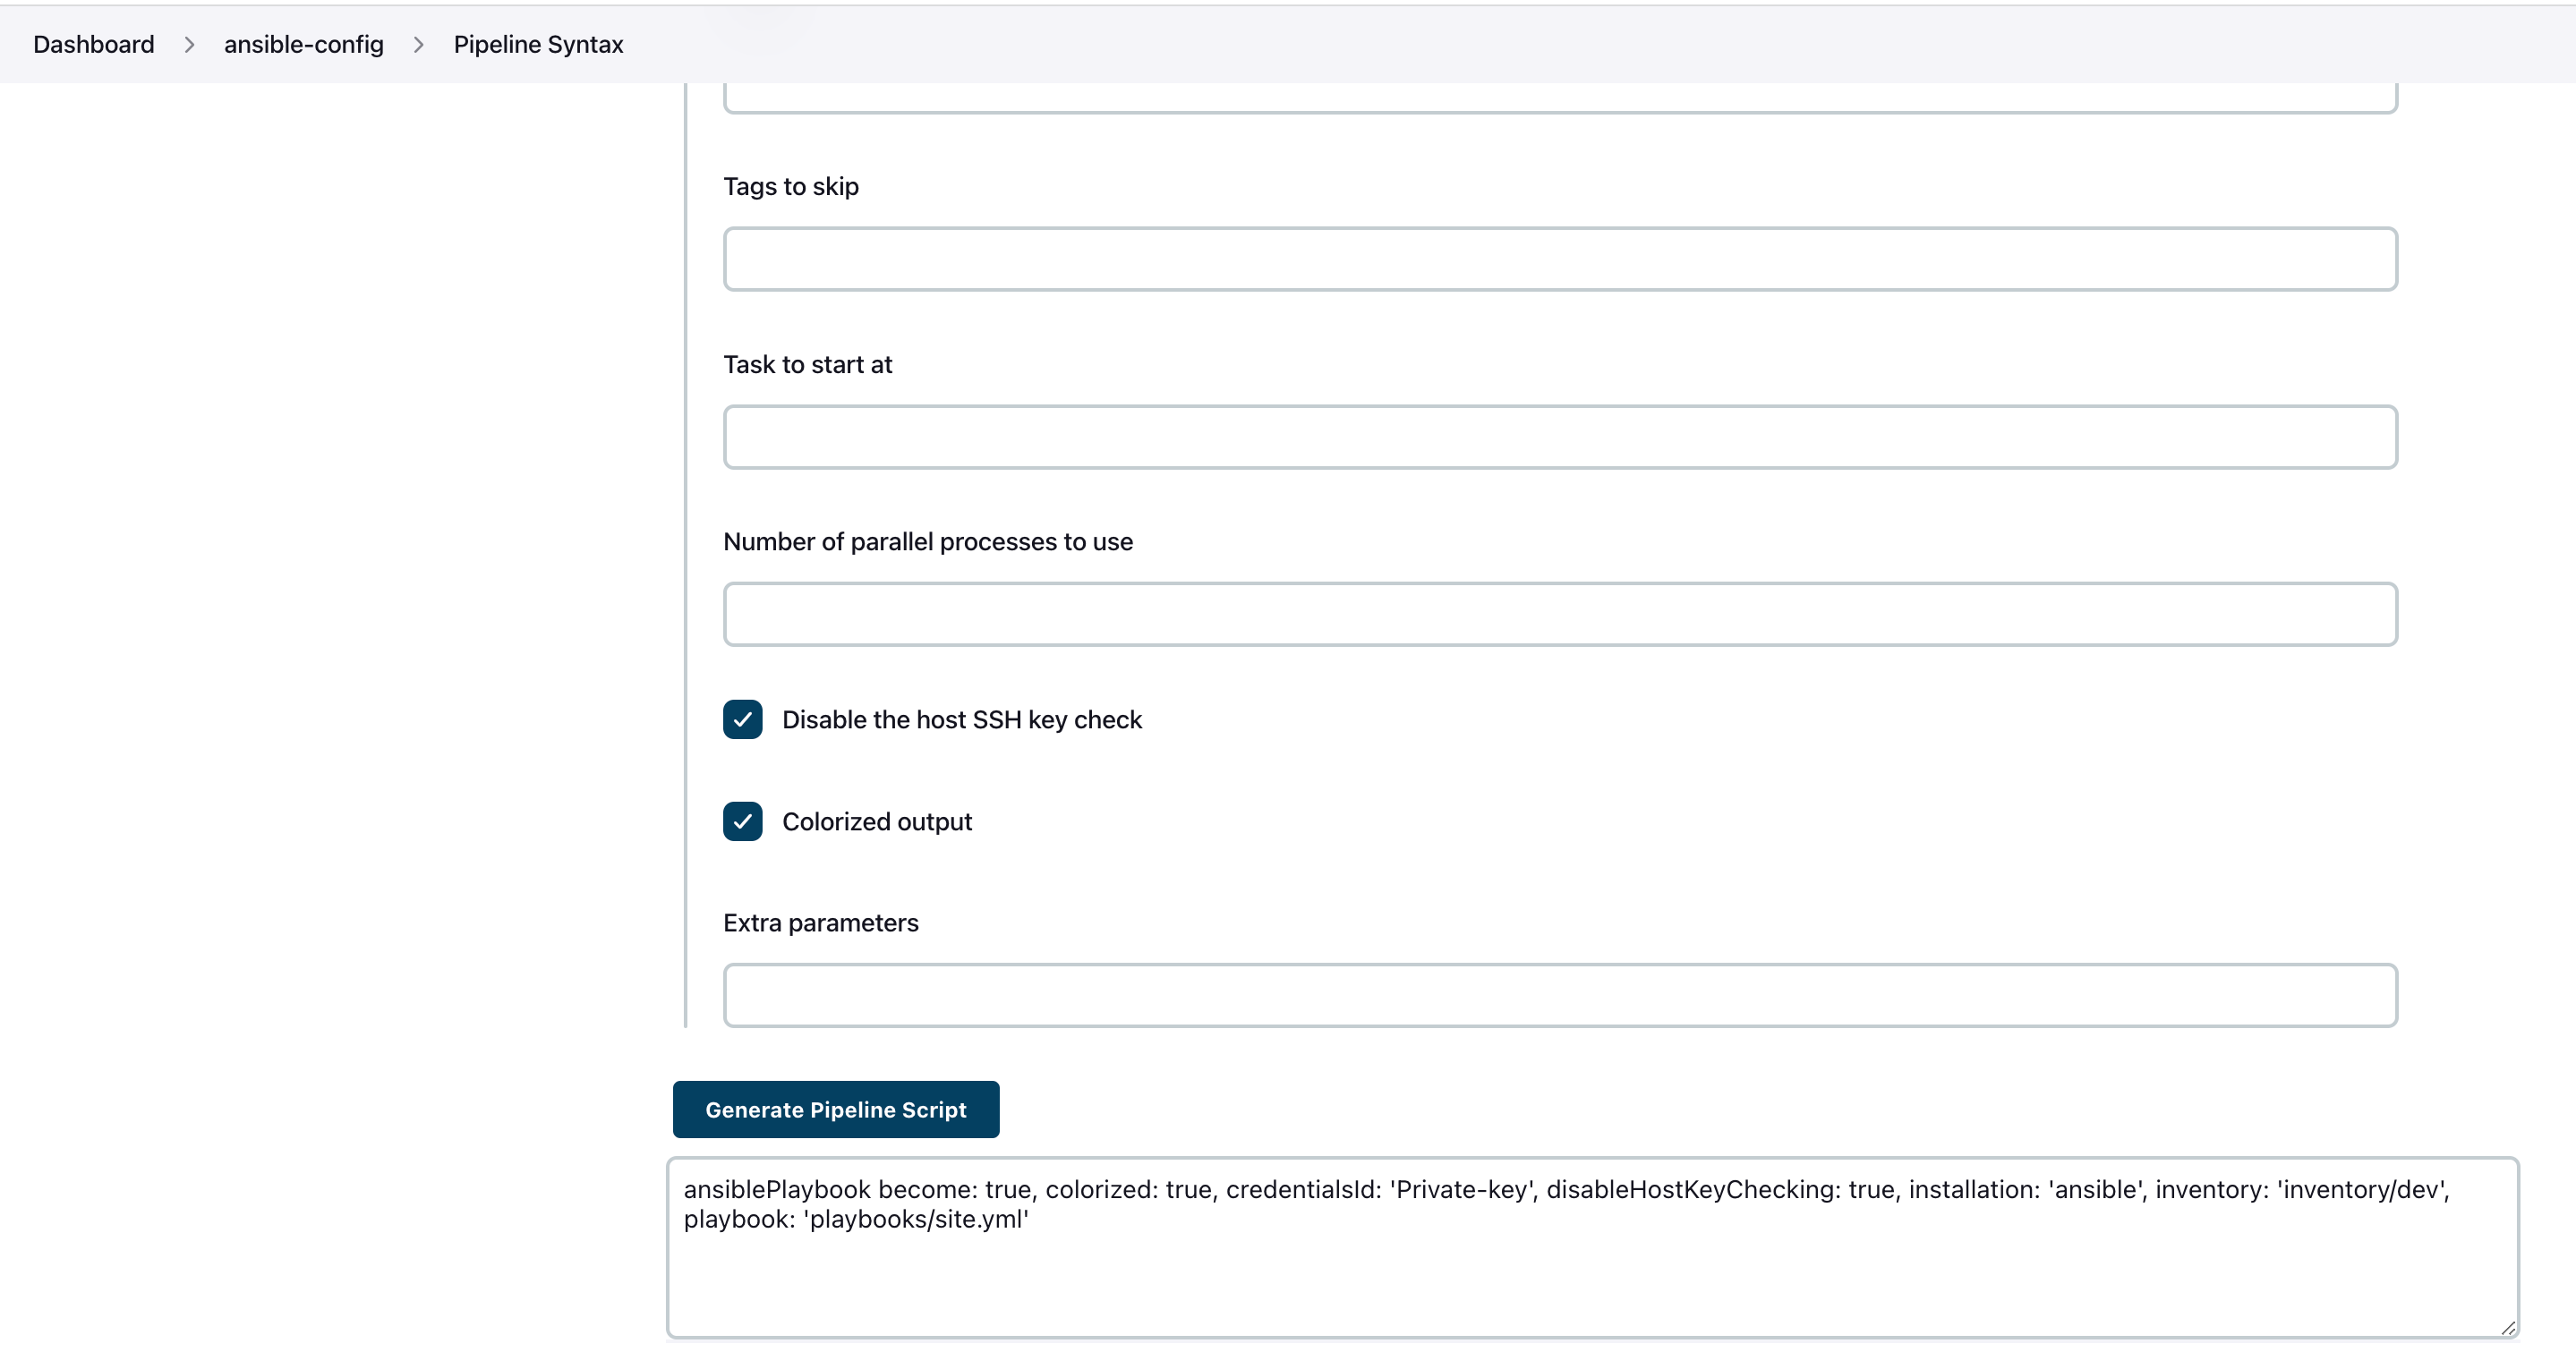 Dashboard > ansible-config > Pipeline Syntax
Tags to skip
Task to start at
Number of parallel processes to use
Disable the host SSH key check
Colorized output
Extra parameters
Generate Pipeline Script
ansiblePlaybook become: true, colorized: true, credentialsId: 'Private-key', disableHostKeyChecking: true, installation: 'ansible', inventory: 'inventory/dev',
playbook: 'playbooks/site.yml'